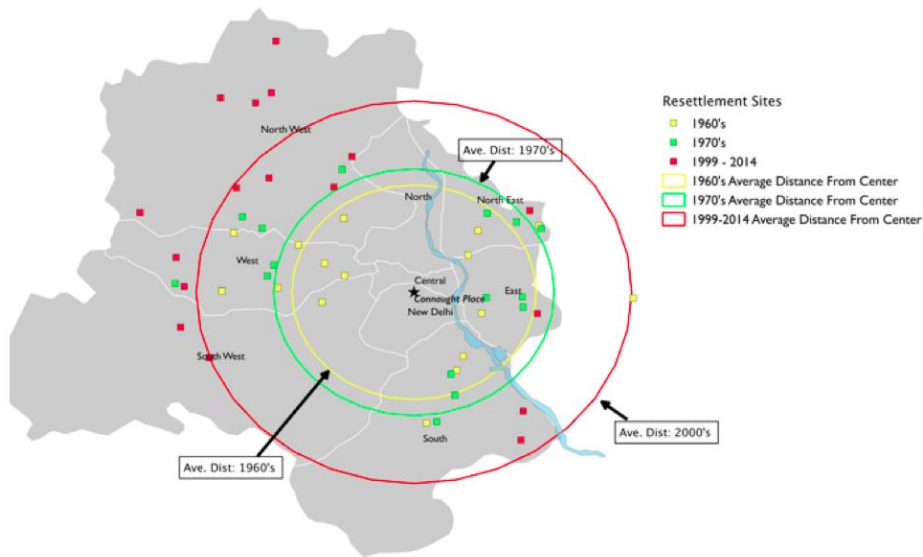 North West
Ave. Dist: 1970's
North
North East
West
Central
Connaught Place
New Delhi
East
South West
South
Ave. Dist: 1960's
Ave. Dist: 2000's
Resettlement Sites
1960's
1970's
1999 - 2014
1960's Average Distance From Center
1970's Average Distance From Center
1999-2014 Average Distance From Center